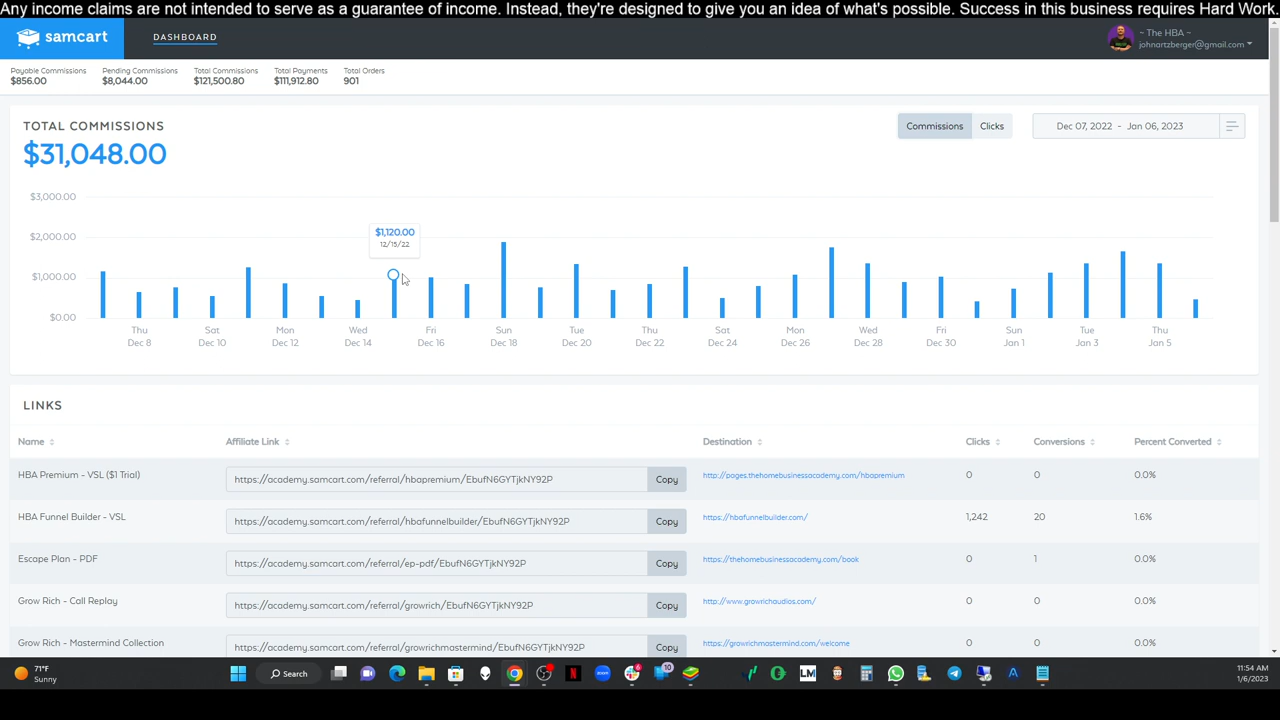 Any income claims are not intended to serve as a guarantee of income. Instead, they're designed to give you an idea of what's possible. Success in this business requires Hard Work.
samcart
DASHBOARD
~ The HBA ~
johnartzberger@gmail.com
Payable Commissions Pending Commissions Total Commissions Total Payments Total Orders
$856.00 $8,044.00 $121,500.80 $111,912.80 901
TOTAL COMMISSIONS
$31,048.00
Commissions Clicks Dec 07, 2022 - Jan 06, 2023
$3,000.00
$2,000.00
$1,000.00
$0.00
$1,120.00
12/15/22
Thu Sat Mon Wed Fri Sun Tue Thu Sat Mon Wed Fri Sun Tue Thu
Dec 8 Dec 10 Dec 12 Dec 14 Dec 16 Dec 18 Dec 20 Dec 22 Dec 24 Dec 26 Dec 28 Dec 30 Jan 1 Jan 3 Jan 5
LINKS
Name Affiliate Link Destination Clicks Conversions Percent Converted
HBA Premium - VSL ($1 Trial) https://academy.samcart.com/referral/hbapremium/EbufN6GYTjkNY92P Copy http://pages.thehomebusinessacademy.com/hbapremium 0 0 0.0%
HBA Funnel Builder - VSL https://academy.samcart.com/referral/hbafunnelbuilder/EbufN6GYTjkNY92P Copy https://hbafunnelbuilder.com/ 1,242 20 1.6%
Escape Plan - PDF https://academy.samcart.com/referral/ep-pdf/EbufN6GYTjkNY92P Copy https://thehomebusinessacademy.com/book 0 1 0.0%
Grow Rich - Call Replay https://academy.samcart.com/referral/growrich/EbufN6GYTjkNY92P Copy http://www.growrichaudios.com/ 0 0 0.0%
Grow Rich - Mastermind Collection https://academy.samcart.com/referral/growrichmastermind/EbufN6GYTjkNY92P Copy https://growrichmastermind.com/welcome 0 0 0.0%
71°F
Sunny
Search
zoom
6
10
LM
11:54 AM
1/6/2023